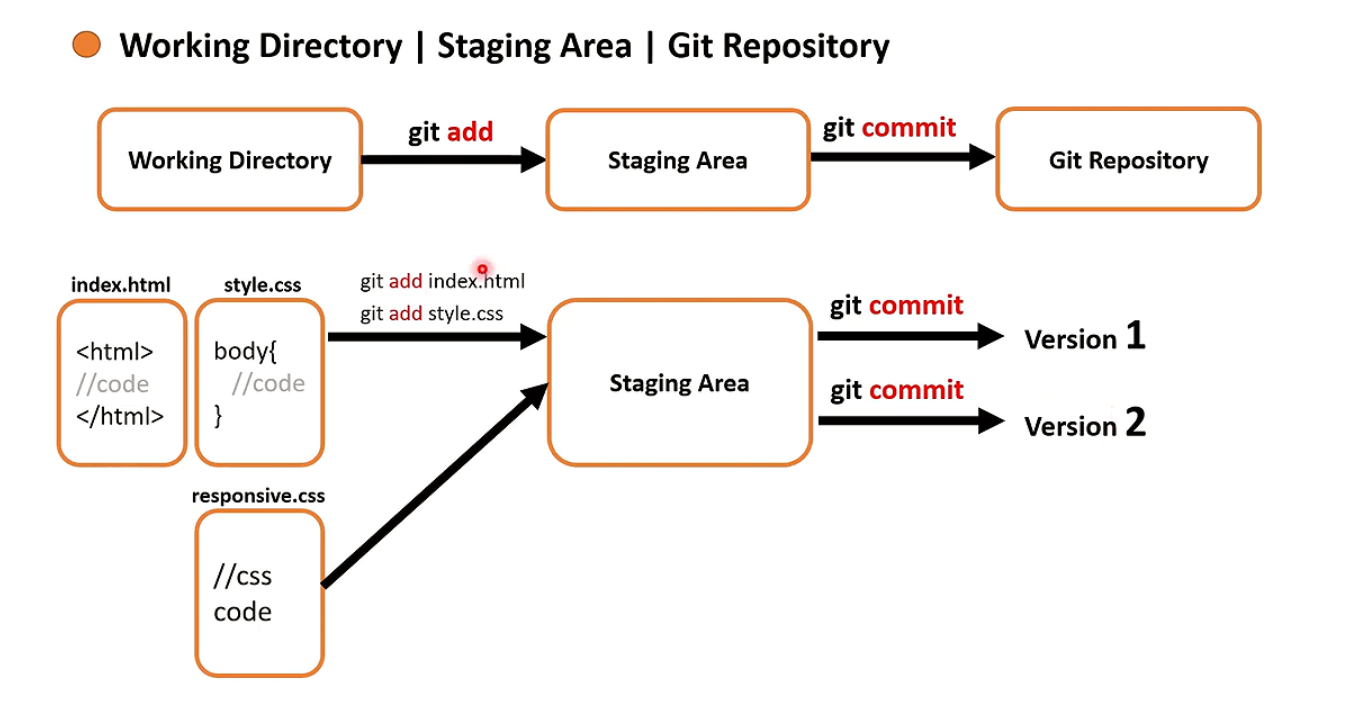 Working Directory | Staging Area | Git Repository
git add
git commit
Working Directory
Staging Area
Git Repository
index.html
style.css
git add index.html
git add style.css
<html>
//code
</html>
body{
//code
}
Staging Area
git commit
Version 1
git commit
Version 2
responsive.css
//css
code